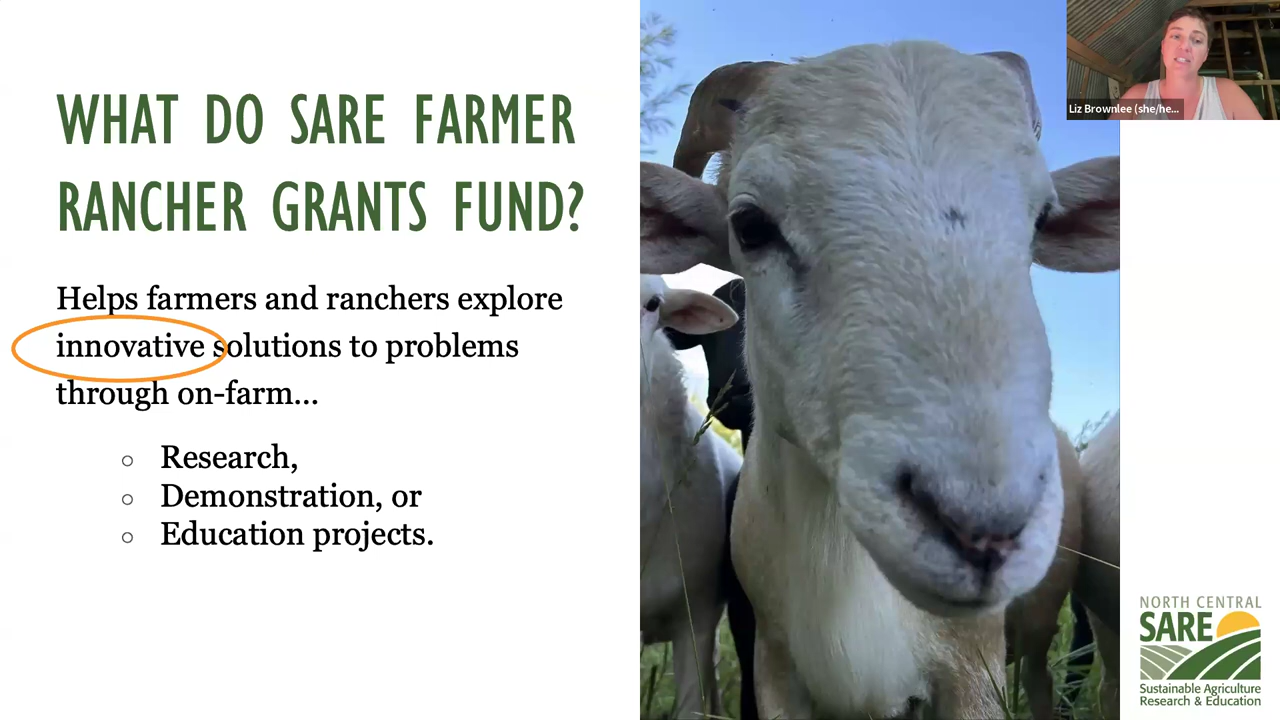 WHAT DO SARE FARMER
RANCHER GRANTS FUND?
Helps farmers and ranchers explore
innovative solutions to problems
through on-farm...
Research,
Demonstration, or
Education projects.
Liz Brownlee (she/he...
NORTH CENTRAL
SARE
Sustainable Agriculture
Research & Education